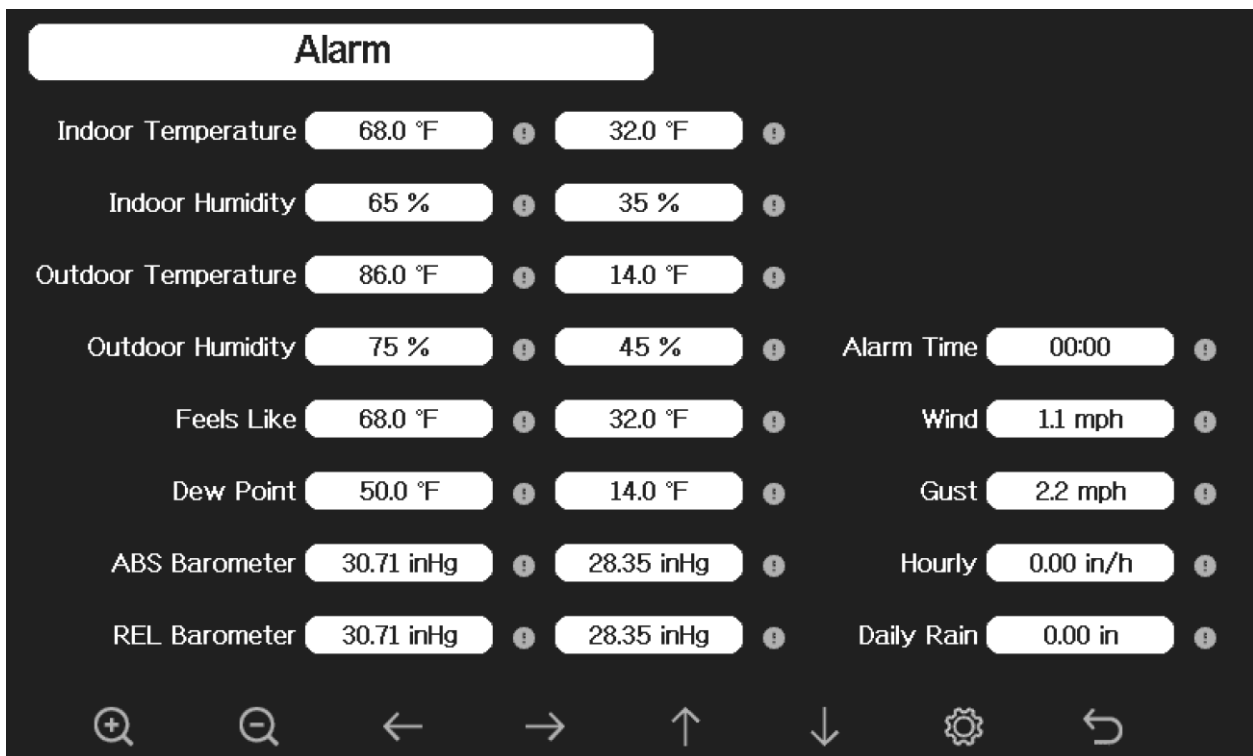 Alarm
Indoor Temperature 68.0 °F 32.0 °F
Indoor Humidity 65 % 35 %
Outdoor Temperature 86.0 °F 14.0 °F
Outdoor Humidity 75 % 45 % Alarm Time 00:00
Feels Like 68.0 °F 32.0 °F Wind 1.1 mph
Dew Point 50.0 °F 14.0 °F Gust 2.2 mph
ABS Barometer 30.71 inHg 28.35 inHg Hourly 0.00 in/h
REL Barometer 30.71 inHg 28.35 inHg Daily Rain 0.00 in